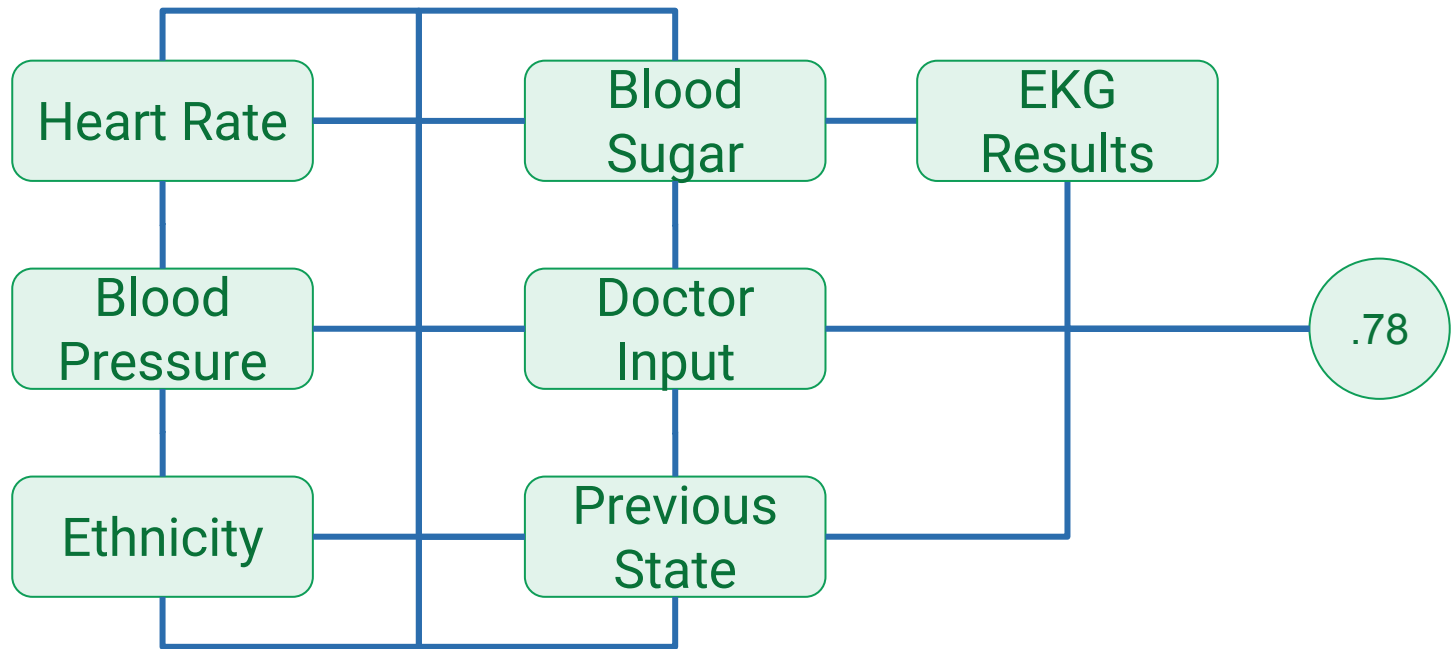 Heart Rate
Blood
Sugar
EKG
Results
Blood
Pressure
Doctor
Input
.78
Ethnicity
Previous
State